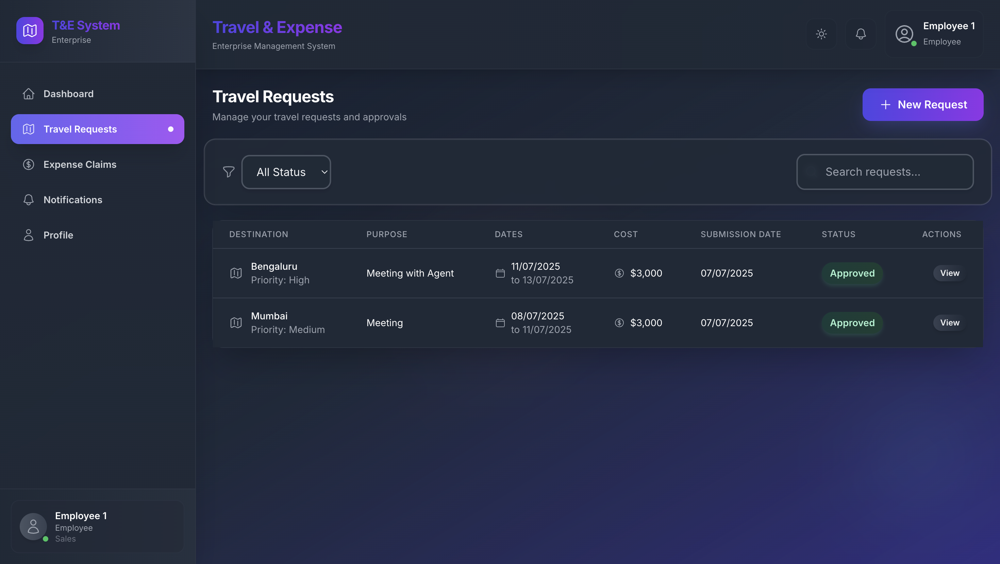 T&E System
Enterprise
Dashboard
Travel Requests
Expense Claims
Notifications
Profile
Employee 1
Employee
Sales
Travel & Expense
Enterprise Management System
Employee 1
Employee
Travel Requests
Manage your travel requests and approvals
New Request
All Status
Search requests...
DESTINATION PURPOSE DATES COST SUBMISSION DATE STATUS ACTIONS
Bengaluru
Priority: High
Meeting with Agent
11/07/2025
to 13/07/2025
$3,000
07/07/2025
Approved
View
Mumbai
Priority: Medium
Meeting
08/07/2025
to 11/07/2025
$3,000
07/07/2025
Approved
View